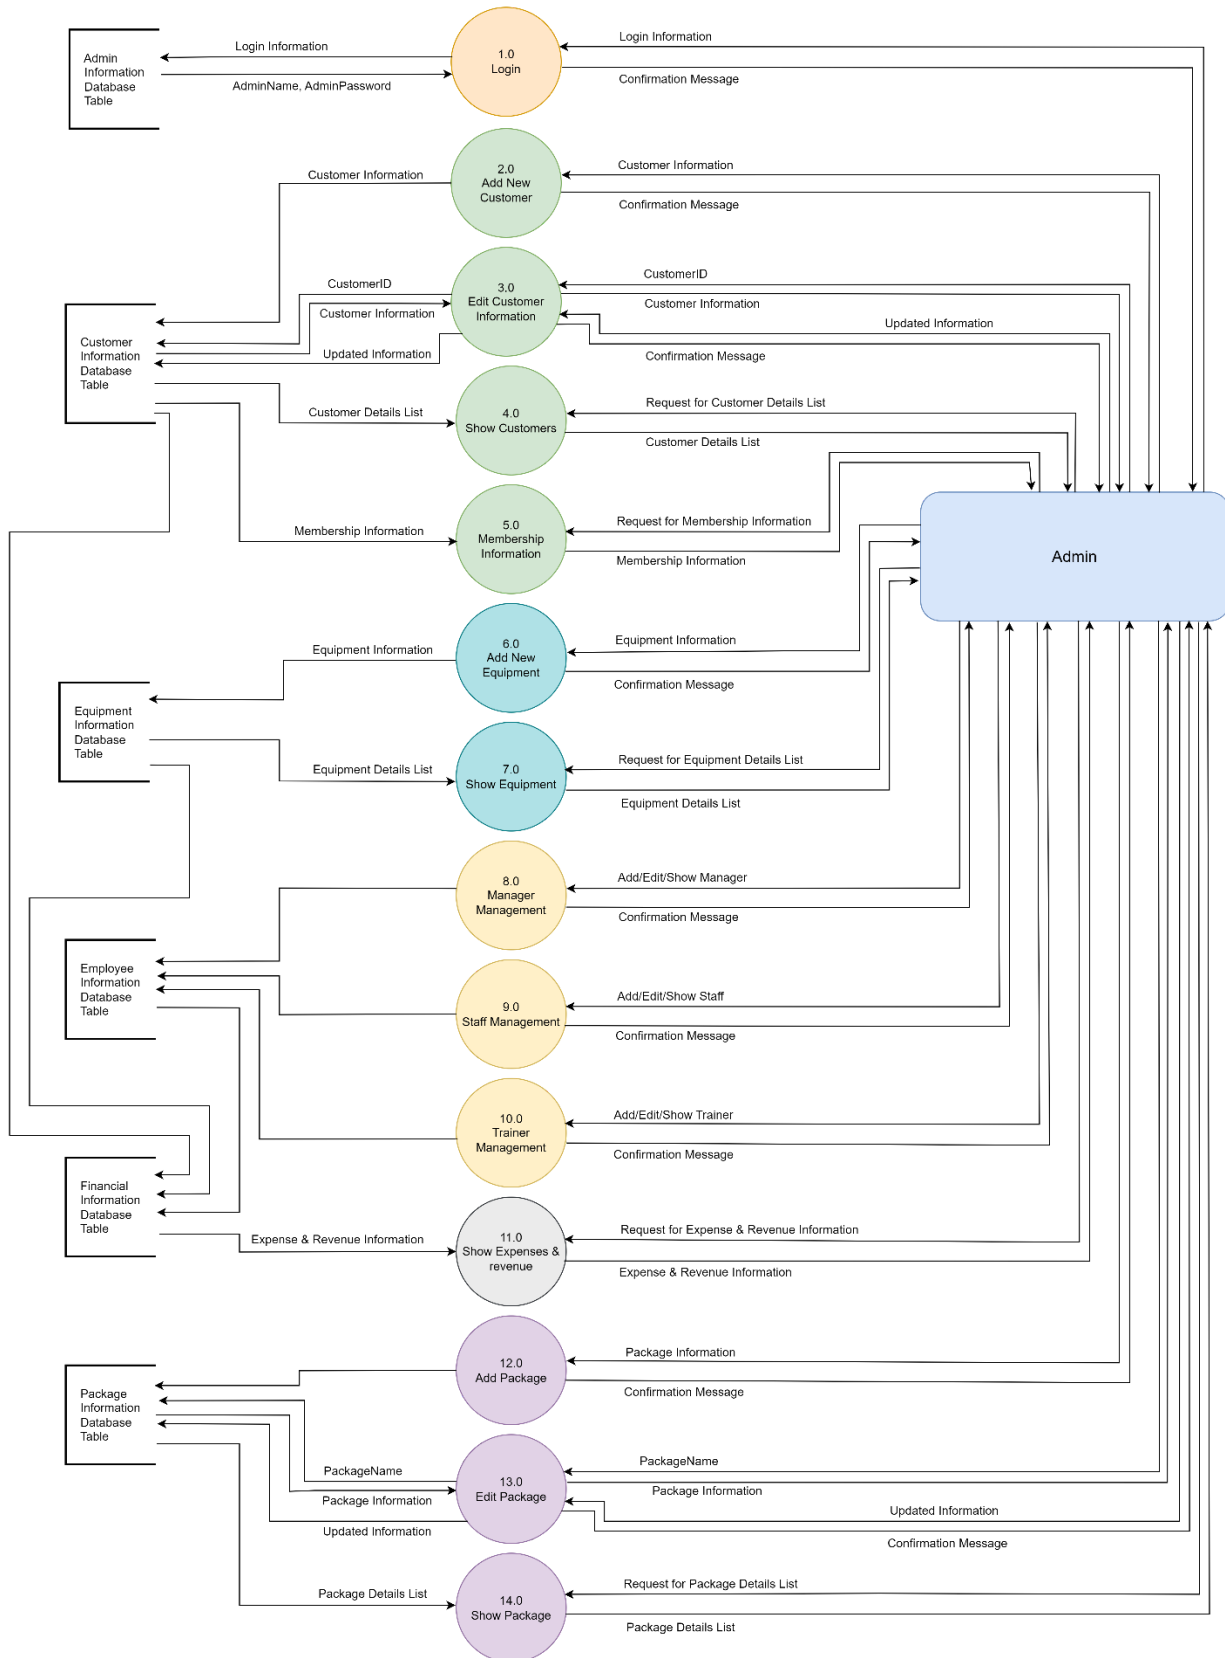 Admin
Information
Database
Table
Login Information
AdminName, AdminPassword
1.0
Login
Login Information
Confirmation Message
Customer Information
2.0
Add New
Customer
Customer Information
Confirmation Message
Customer
Information
Database
Table
CustomerID
Customer Information
Updated Information
3.0
Edit Customer
Information
CustomerID
Customer Information
Updated Information
Confirmation Message
Customer Details List
4.0
Show Customers
Request for Customer Details List
Customer Details List
Membership Information
5.0
Membership
Information
Request for Membership Information
Membership Information
Admin
Equipment Information
6.0
Add New
Equipment
Equipment Information
Confirmation Message
Equipment
Information
Database
Table
Equipment Details List
7.0
Show Equipment
Request for Equipment Details List
Equipment Details List
8.0
Manager
Management
Add/Edit/Show Manager
Confirmation Message
Employee
Information
Database
Table
9.0
Staff Management
Add/Edit/Show Staff
Confirmation Message
10.0
Trainer
Management
Add/Edit/Show Trainer
Confirmation Message
Financial
Information
Database
Table
Expense & Revenue Information
11.0
Show Expenses &
revenue
Request for Expense & Revenue Information
Expense & Revenue Information
12.0
Add Package
Package Information
Confirmation Message
Package
Information
Database
Table
PackageName
Package Information
Updated Information
13.0
Edit Package
PackageName
Package Information
Updated Information
Confirmation Message
Package Details List
14.0
Show Package
Request for Package Details List
Package Details List